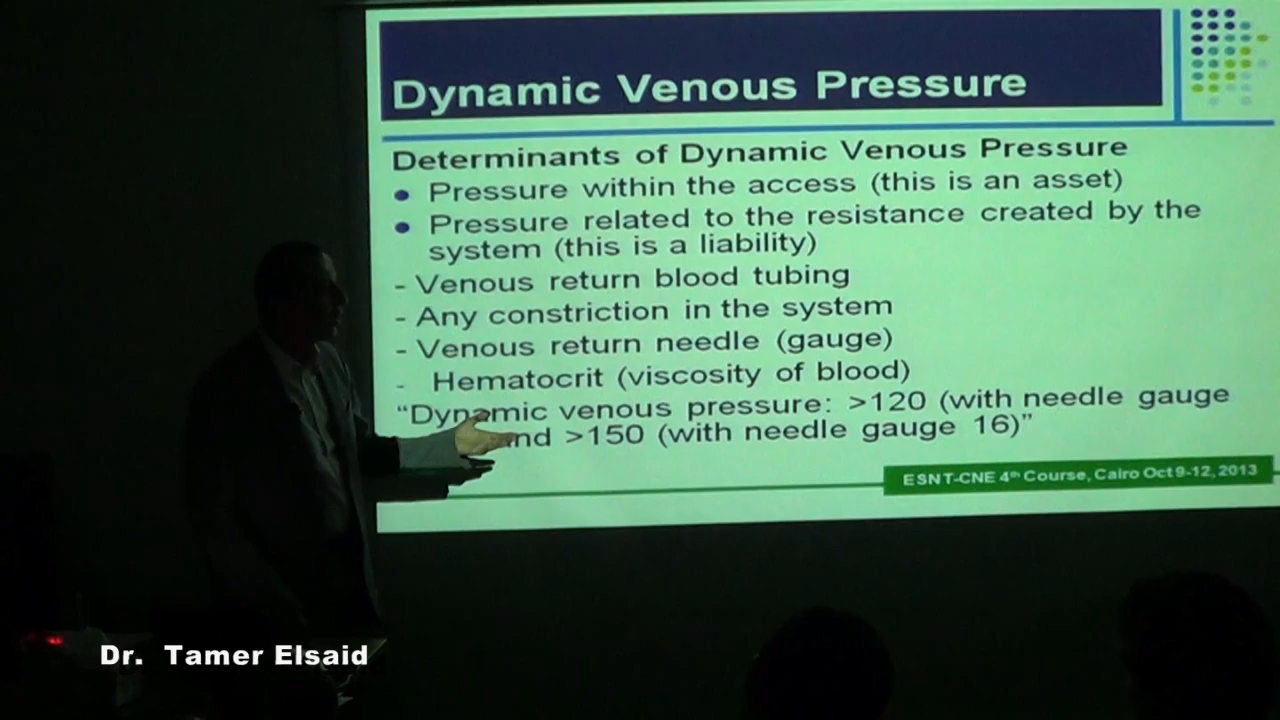 Dynamic Venous Pressure
Determinants of Dynamic Venous Pressure
• Pressure within the access (this is an asset)
• Pressure related to the resistance created by the
system (this is a liability)
- Venous return blood tubing
- Any constriction in the system
- Venous return needle (gauge)
- Hematocrit (viscosity of blood)
“Dynamic venous pressure: >120 (with needle gauge
>150 (with needle gauge 16)”
ESNT-CNE 4th Course, Cairo Oct 9-12, 2013
Dr. Tamer Elsaid